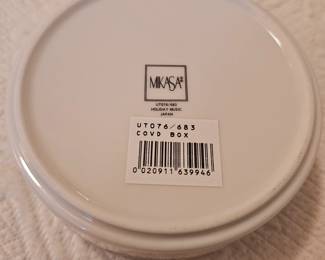 MIKASA
UT076/683
HOLIDAY MUSIC
JAPAN
UT076/683
COVD BOX
0 020911 639946